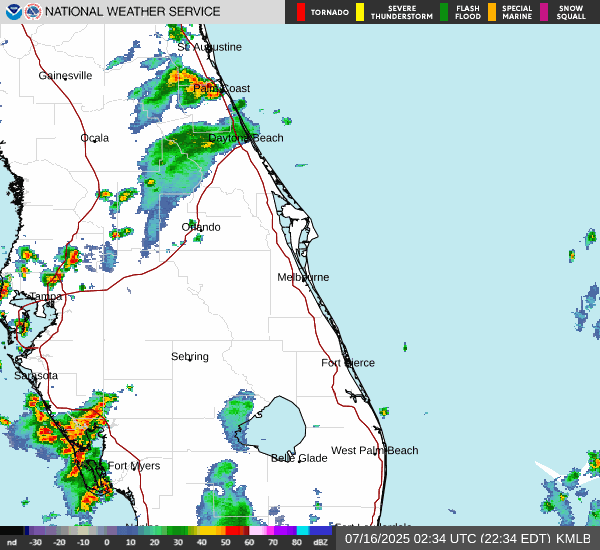 NATIONAL WEATHER SERVICE
TORNADO
SEVERE THUNDERSTORM
FLASH FLOOD
SPECIAL MARINE
SNOW SQUALL
St. Augustine
Gainesville
Palm Coast
Ocala
Daytona Beach
Orlando
Melbourne
Tampa
Sebring
Fort Pierce
Sarasota
West Palm Beach
Belle Glade
Fort Myers
Fort Lauderdale
nd -30 -20 -10 0 10 20 30 40 50 60 70 80 dBZ
07/16/2025 02:34 UTC (22:34 EDT) KMLB